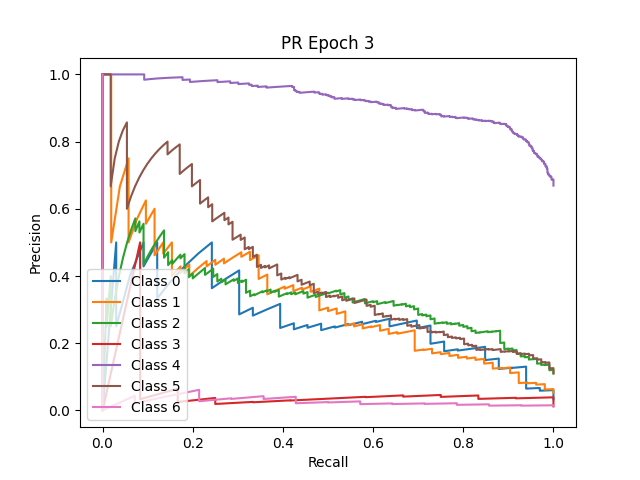 PR Epoch 3
Precision
1.0
0.8
0.6
0.4
0.2
0.0
Class 0
Class 1
Class 2
Class 3
Class 4
Class 5
Class 6
0.0 0.2 0.4 0.6 0.8 1.0
Recall